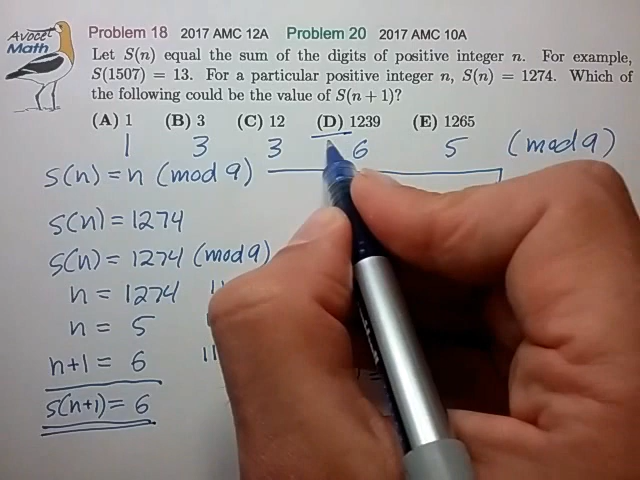 Avocet Math
Problem 18 2017 AMC 12A Problem 20 2017 AMC 10A
Let S(n) equal the sum of the digits of positive integer n. For example,
S(1507) = 13. For a particular positive integer n, S(n) = 1274. Which of
the following could be the value of S(n + 1)?
(A) 1 (B) 3 (C) 12 (D) 1239 (E) 1265
1 3 3 6 5 (mod 9)
S(n) = n (mod 9)
S(n) = 1274
S(n) = 1274 (mod 9)
n = 1274
n = 5
n+1 = 6
S(n+1) = 6